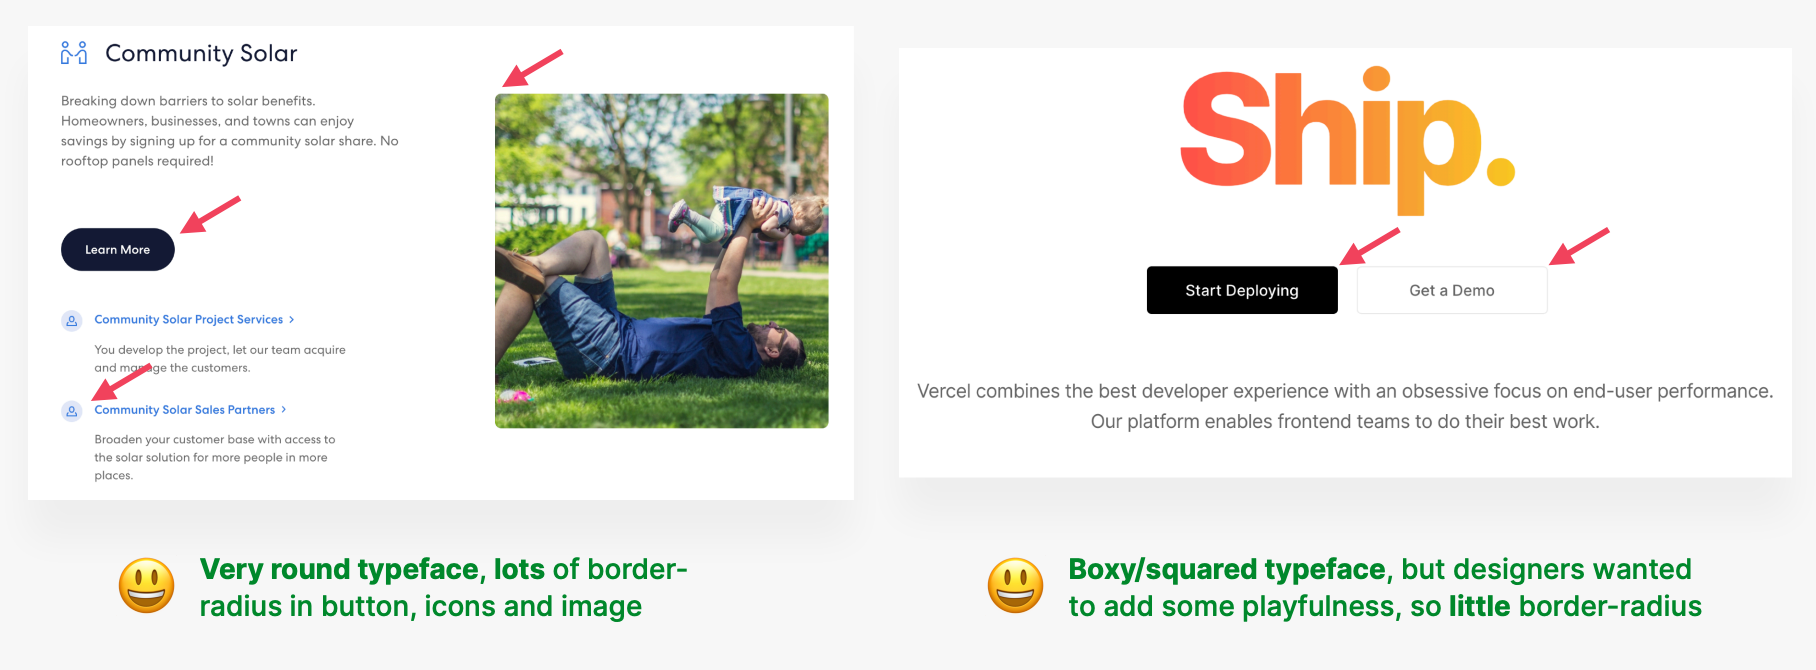 Community Solar
Breaking down barriers to solar benefits.
Homeowners, businesses, and towns can enjoy
savings by signing up for a community solar share. No
rooftop panels required!
Learn More
Community Solar Project Services >
You develop the project, let our team acquire
and manage the customers.
Community Solar Sales Partners >
Broaden your customer base with access to
the solar solution for more people in more
places.
Very round typeface, lots of border-
radius in button, icons and image
Ship.
Start Deploying
Get a Demo
Vercel combines the best developer experience with an obsessive focus on end-user performance.
Our platform enables frontend teams to do their best work.
Boxy/squared typeface, but designers wanted
to add some playfulness, so little border-radius